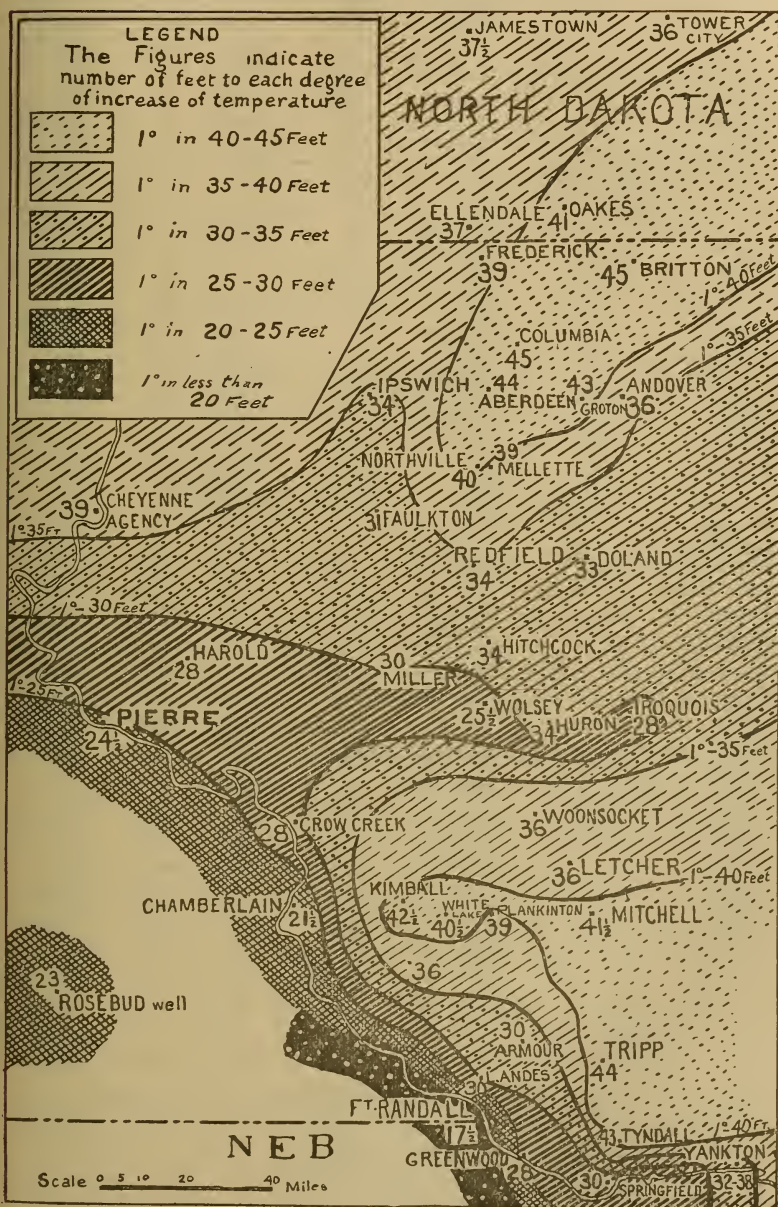 LEGEND
The Figures indicate
number of feet to each degree
of increase of temperature
1° in 40-45 Feet
1° in 35-40 Feet
1° in 30-35 Feet
1° in 25-30 Feet
1° in 20-25 Feet
1° in less than
20 Feet
JAMESTOWN
37½
36 TOWER
CITY
NORTH DAKOTA
ELLENDALE
37
41 OAKES
FREDERICK
39
45 BRITTON
1°-40 Feet
COLUMBIA
45
1°-35 Feet
IPSWICH
34
44
ABERDEEN
43
GROTON
ANDOVER
36
NORTHVILLE
40
39
MELLETTE
39 CHEYENNE
AGENCY
1°35 FT
31 FAULKTON
REDFIELD
34
DOLAND
33
1°-30 Feet
HAROLD
28
30
MILLER
34 HITCHCOCK
1°-25 FT
PIERRE
24½
25½ WOLSEY
34 HURON
IROQUOIS
28½
1°-35 Feet
28 CROW CREEK
36 WOONSOCKET
36 LETCHER
1°-40 Feet
CHAMBERLAIN
21½
KIMBALL
42½
WHITE
LAKE
40½
PLANKINTON
39
41½ MITCHELL
36
23
ROSEBUD well
30
ARMOUR
TRIPP
44
LANDES
30
FT. RANDALL
17½
NEB
GREENWOOD
28
43 TYNDALL
1°40 FT.
YANKTON
30
SPRINGFIELD
32-38
Scale 0 5 10 20 40 Miles